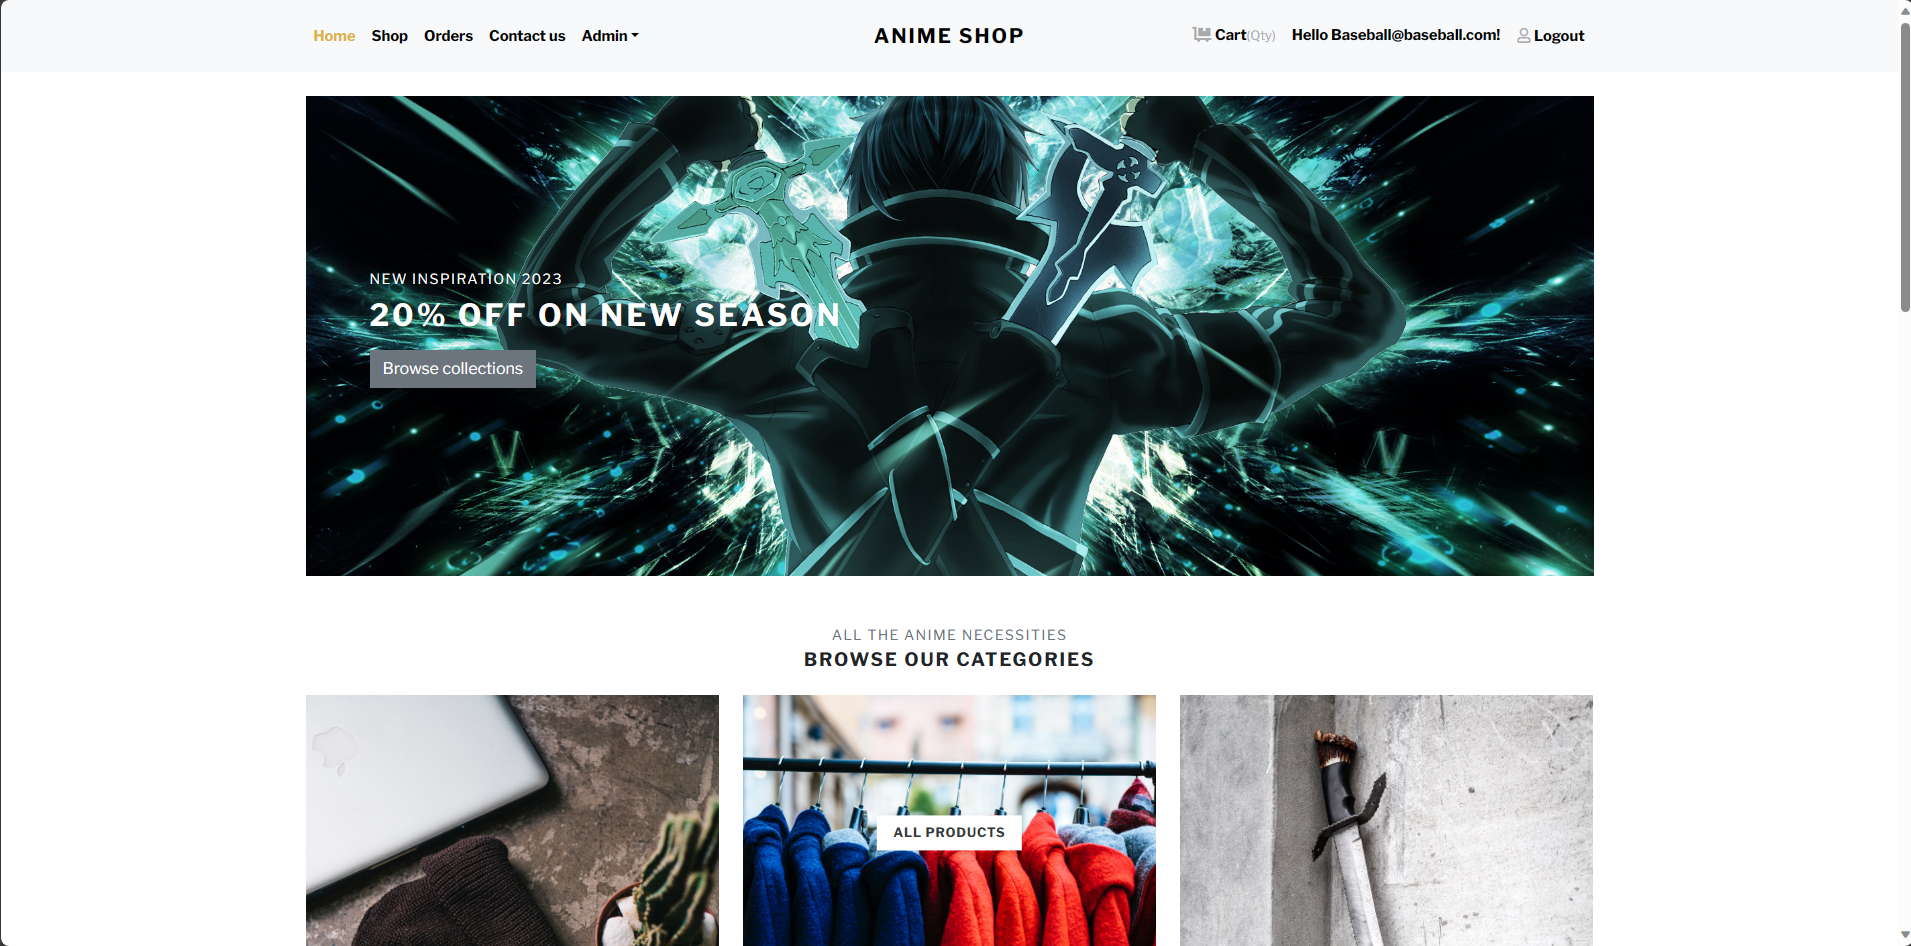 Home Shop Orders Contact us Admin ANIME SHOP Cart(Qty) Hello Baseball@baseball.com! Logout
NEW INSPIRATION 2023
20% OFF ON NEW SEASON
Browse collections
ALL THE ANIME NECESSITIES
BROWSE OUR CATEGORIES
ALL PRODUCTS